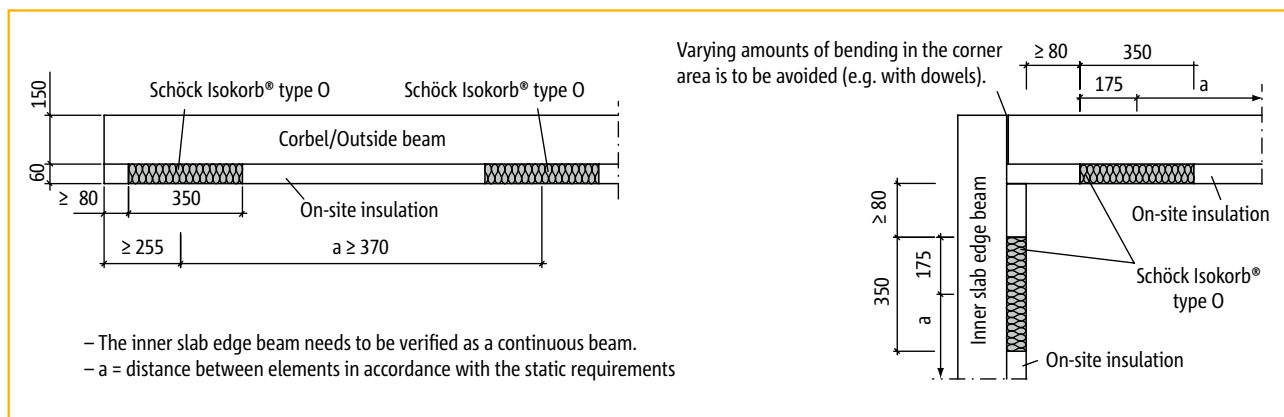 Schöck Isokorb® type O
Schöck Isokorb® type O
150
Corbel/Outside beam
60
≥ 80
350
On-site insulation
≥ 255
a ≥ 370
– The inner slab edge beam needs to be verified as a continuous beam.
– a = distance between elements in accordance with the static requirements
Varying amounts of bending in the corner
area is to be avoided (e.g. with dowels).
≥ 80
350
175
a
≥ 80
On-site insulation
Inner slab edge beam
350
175
a
Schöck Isokorb®
type O
On-site insulation